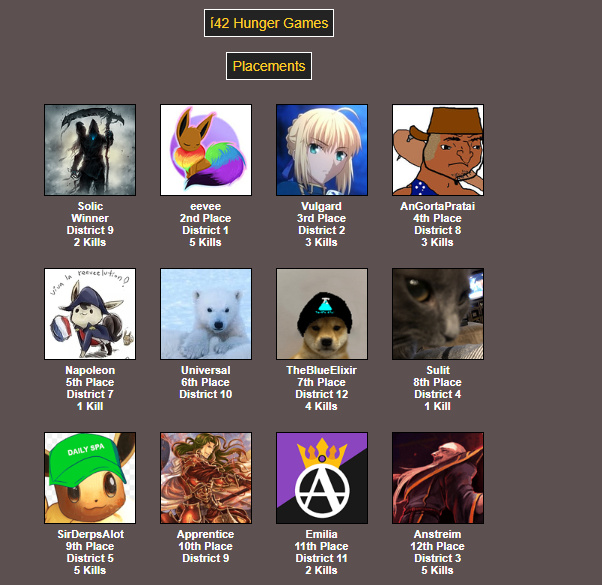 í42 Hunger Games
Placements
Solic
Winner
District 9
2 Kills
eevee
2nd Place
District 1
5 Kills
Vulgard
3rd Place
District 2
3 Kills
AnGortaPratai
4th Place
District 8
3 Kills
Viva la reeveelution!
Napoleon
5th Place
District 7
1 Kill
Universal
6th Place
District 10
TheBlueElixir
7th Place
District 12
4 Kills
Sulit
8th Place
District 4
1 Kill
DAILY SPA
SirDerpsAlot
9th Place
District 5
5 Kills
Apprentice
10th Place
District 9
Emilia
11th Place
District 11
2 Kills
Anstreim
12th Place
District 3
5 Kills